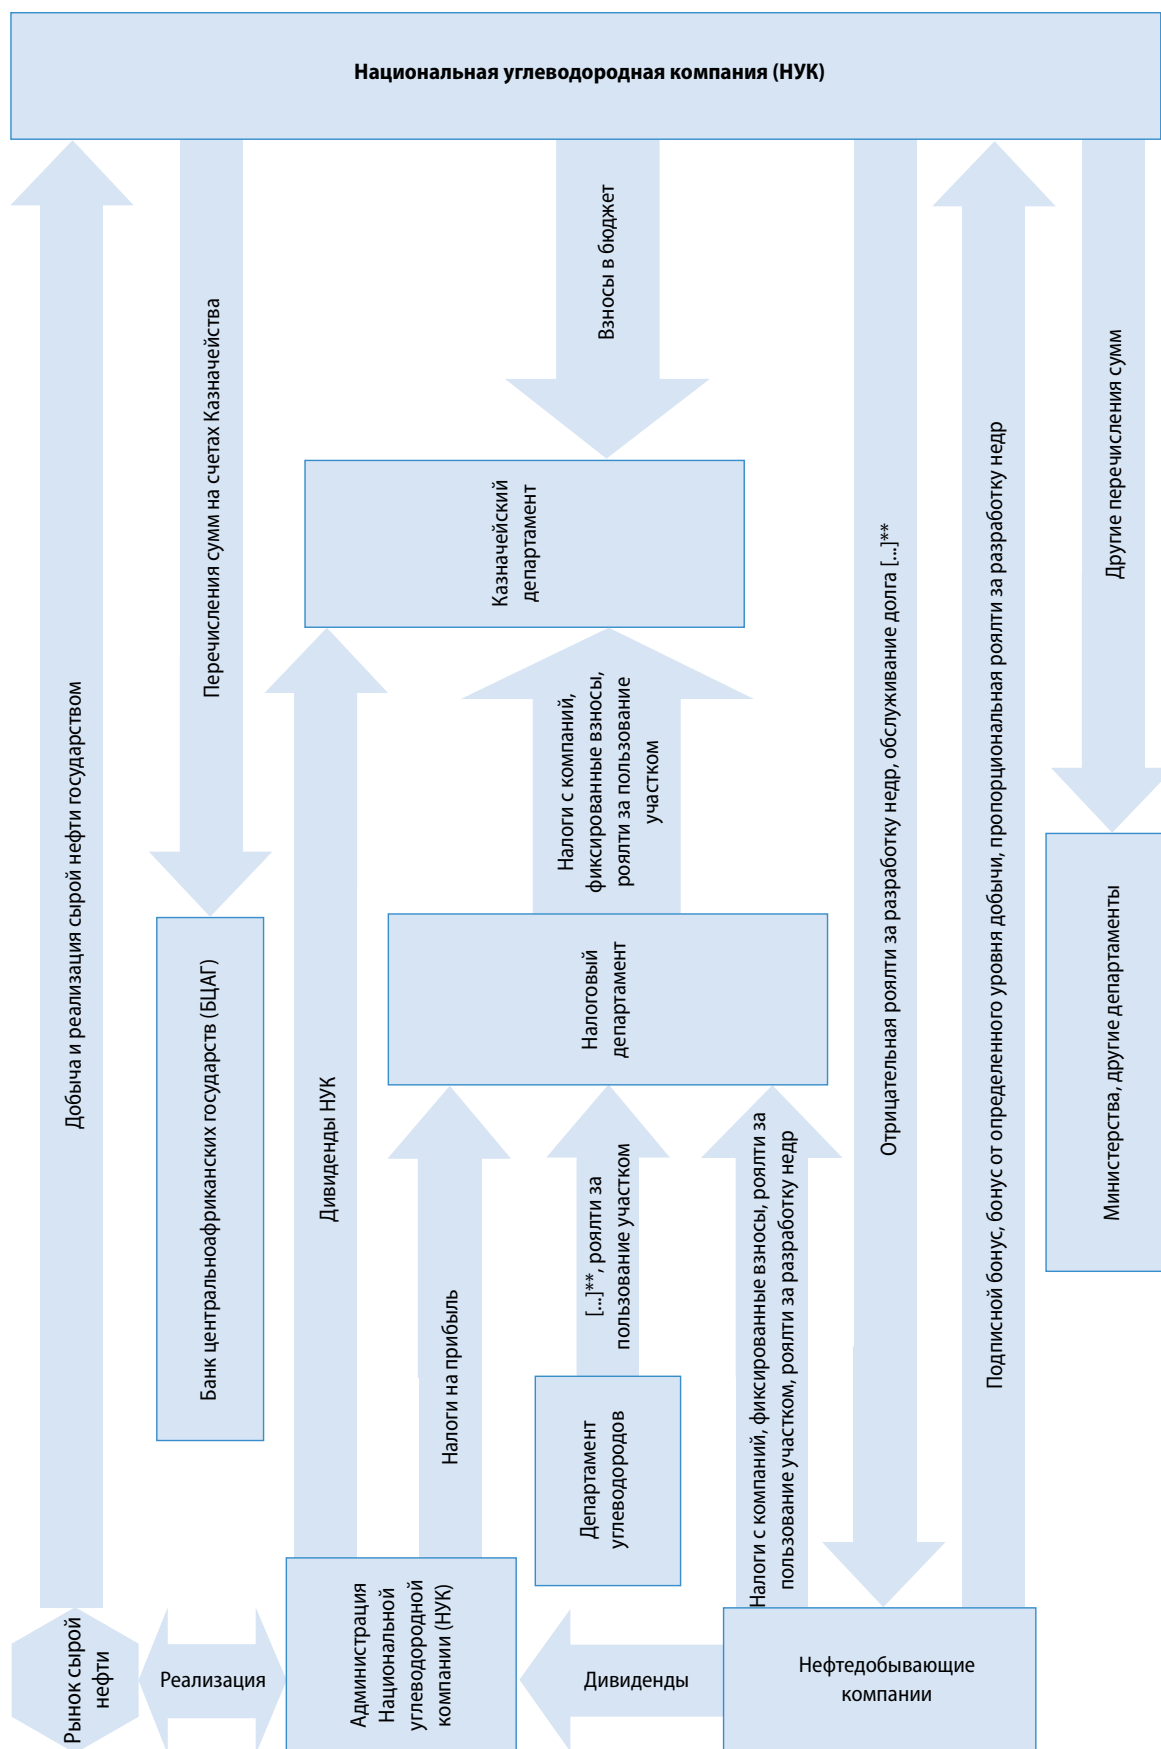 Национальная углеводородная компания (НУК)
Добыча и реализация сырой нефти государством
Перечисления сумм на счетах Казначейства
Взносы в бюджет
Отрицательная роялти за разработку недр, обслуживание долга [...]**
Подписной бонус, бонус от определенного уровня добычи, пропорциональная роялти за разработку недр
Другие перечисления сумм
Казначейский
департамент
Банк центральноафриканских государств (БЦАГ)
Дивиденды НУК
Налоги с компаний,
фиксированные взносы,
роялти за пользование
участком
Налоговый
департамент
Министерства, другие департаменты
Налоги на прибыль
[...]**, роялти за
пользование участком
Налоги с компаний, фиксированные взносы, роялти за
пользование участком, роялти за разработку недр
Департамент
углеводородов
Рынок сырой
нефти
Реализация
Администрация
Национальной
углеводородной
компании (НУК)
Дивиденды
Нефтедобывающие
компании